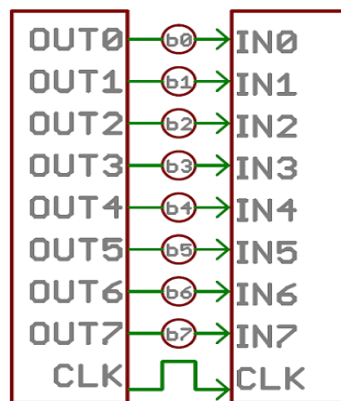 OUT0 b0 IN0
OUT1 b1 IN1
OUT2 b2 IN2
OUT3 b3 IN3
OUT4 b4 IN4
OUT5 b5 IN5
OUT6 b6 IN6
OUT7 b7 IN7
CLK CLK